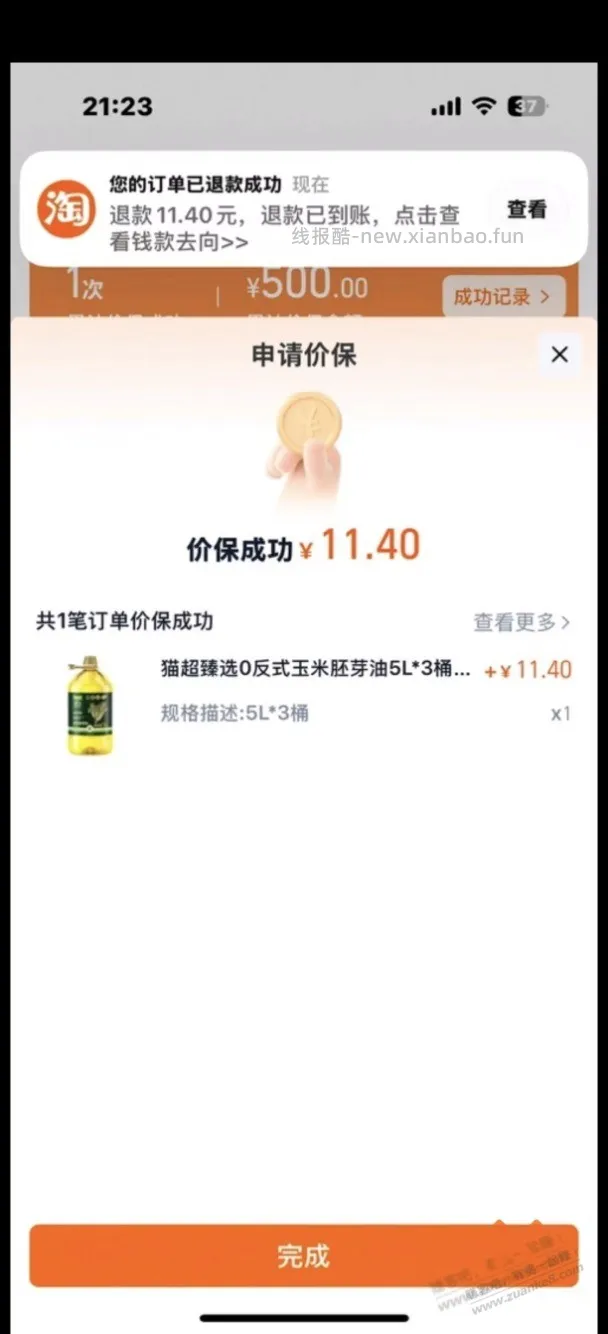 21:23
37
淘
您的订单已退款成功 现在
退款 11.40 元，退款已到账，点击查
看钱款去向>>
查看
线报酷-new.xianbao.fun
1次
¥500.00
成功记录 >
申请价保
价保成功 ¥ 11.40
共1笔订单价保成功
查看更多 >
猫超臻选0反式玉米胚芽油5L*3桶... +¥11.40
规格描述:5L*3桶 x1
完成
www.zuanke8.com